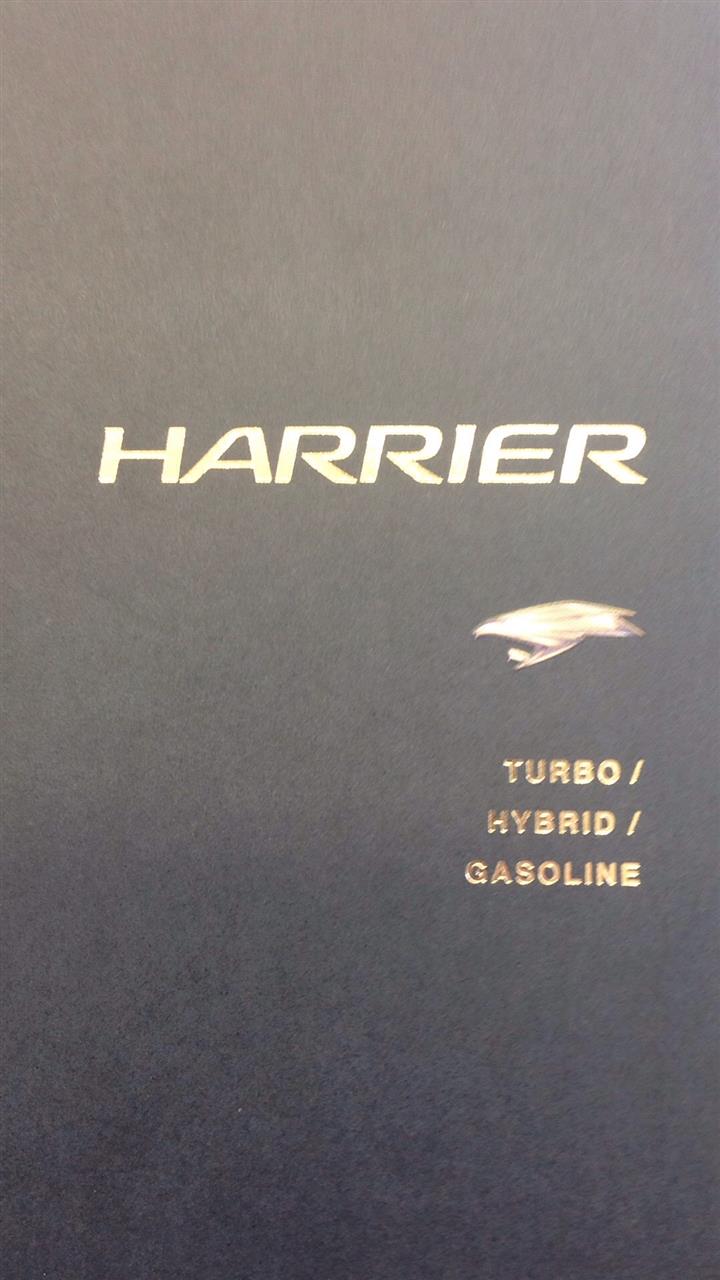 HARRIER
TURBO /
HYBRID /
GASOLINE